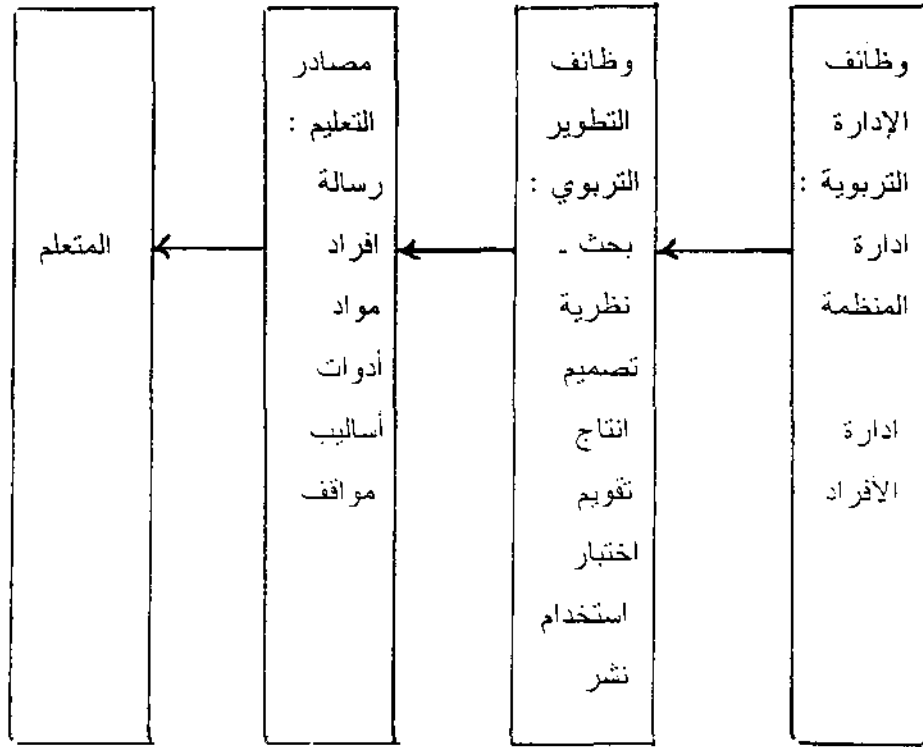 وظائف
الإدارة
التربوية :
ادارة
المنظمة
ادارة
الأفراد
وظائف
التطوير
التربوي :
بحث -
نظرية
تصميم
انتاج
تقويم
اختبار
استخدام
نشر
مصادر
التعليم :
رسالة
افراد
مواد
أدوات
أساليب
مواقف
المتعلم